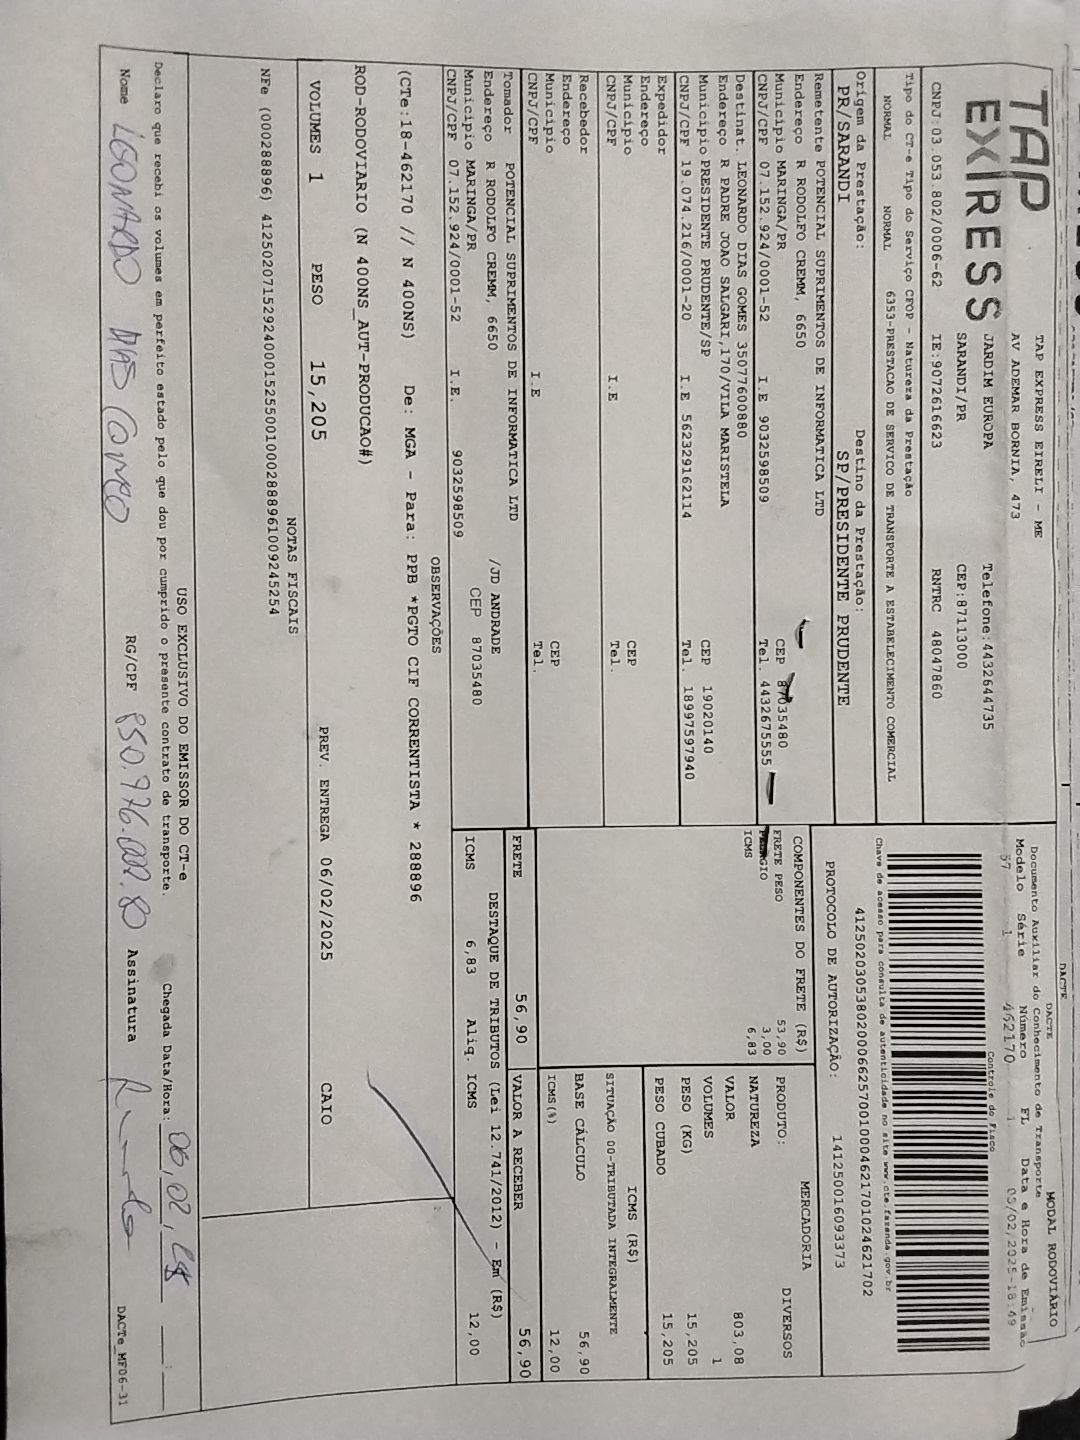 TAP
EXPRESS
TAP EXPRESS EIRELI - ME
AV ADEMAR BORNIA, 473
JARDIM EUROPA Telefone:4432644735
SARANDI/PR CEP:87113000
CNPJ:03.053.802/0006-62 IE:9072616623 RNTRC 48047860
Tipo do CT-e Tipo do Serviço CFOP - Natureza da Prestação
NORMAL NORMAL 6353-PRESTACAO DE SERVICO DE TRANSPORTE A ESTABELECIMENTO COMERCIAL
Origem da Prestação: Destino da Prestação:
PR/SARANDI SP/PRESIDENTE PRUDENTE
Remetente POTENCIAL SUPRIMENTOS DE INFORMATICA LTD
Endereço R RODOLFO CREMM, 6650
Município MARINGA/PR CEP 87035480
CNPJ/CPF 07.152.924/0001-52 I.E 9032598509 Tel. 4432675555
Destinat. LEONARDO DIAS GOMES 35077600880
Endereço R PADRE JOAO SALGARI,170/VILA MARISTELA
Município PRESIDENTE PRUDENTE/SP CEP 19020140
CNPJ/CPF 19.074.216/0001-20 I.E 562329162114 Tel. 18997597940
Expedidor
Endereço
Município CEP
CNPJ/CPF I.E Tel.
Recebedor
Endereço
Município CEP
CNPJ/CPF I.E Tel.
Tomador POTENCIAL SUPRIMENTOS DE INFORMATICA LTD
Endereço R RODOLFO CREMM, 6650 /JD ANDRADE
Município MARINGA/PR CEP 87035480
CNPJ/CPF 07.152.924/0001-52 I.E. 9032598509
DACTE
DACTE MODAL RODOVIÁRIO
Documento Auxiliar do Conhecimento de Transporte
Modelo Série Número FL Data e Hora de Emissão
57 1 462170 1 05/02/2025-18:49
Controle do Fisco
Chave de acesso para consulta de autenticidade no site www.cte.fazenda.gov.br
41250203053802000662570010004621701024621702
PROTOCOLO DE AUTORIZAÇÃO: 141250016093373
COMPONENTES DO FRETE (R$)
FRETE PESO 53,90
PEDAGIO 3,00
ICMS 6,83
MERCADORIA
PRODUTO: DIVERSOS
NATUREZA
VALOR 803,08
VOLUMES 1
PESO (KG) 15,205
PESO CUBADO 15,205
ICMS (R$)
SITUAÇÃO 00-TRIBUTADA INTEGRALMENTE
BASE CÁLCULO 56,90
ICMS(%) 12,00
FRETE 56,90 VALOR A RECEBER 56,90
DESTAQUE DE TRIBUTOS (Lei 12.741/2012) - Em (R$)
ICMS 6,83 Aliq. ICMS 12,00
OBSERVAÇÕES
(CTe:18-462170 // N 400NS) De: MGA - Para: PPB *PGTO CIF CORRENTISTA * 288896
ROD-RODOVIARIO (N 400NS_AUT-PRODUCAO#)
VOLUMES 1 PESO 15,205 PREV. ENTREGA 06/02/2025 CAIO
NOTAS FISCAIS
NFe (000288896) 41250207152924000152550010002888961009245254
USO EXCLUSIVO DO EMISSOR DO CT-e
Declaro que recebi os volumes em perfeito estado pelo que dou por cumprido o presente contrato de transporte. Chegada Data/Hora: 06,02, :
Nome LEONARDO DIAS RG/CPF Assinatura DACTe_MF06-31